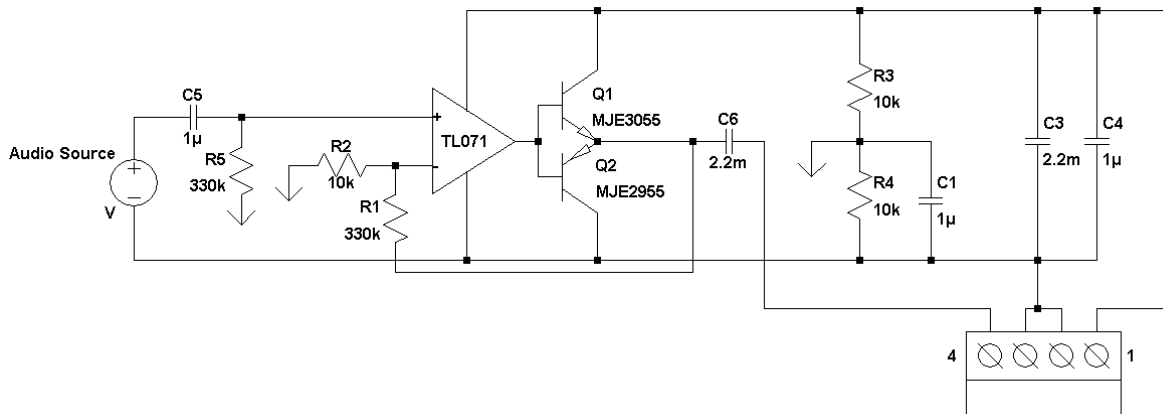 C5
1µ
Audio Source
V
R5
330k
R2
10k
R1
330k
TL071
Q1
MJE3055
Q2
MJE2955
C6
2.2m
R3
10k
R4
10k
C1
1µ
C3
2.2m
C4
1µ
4
1